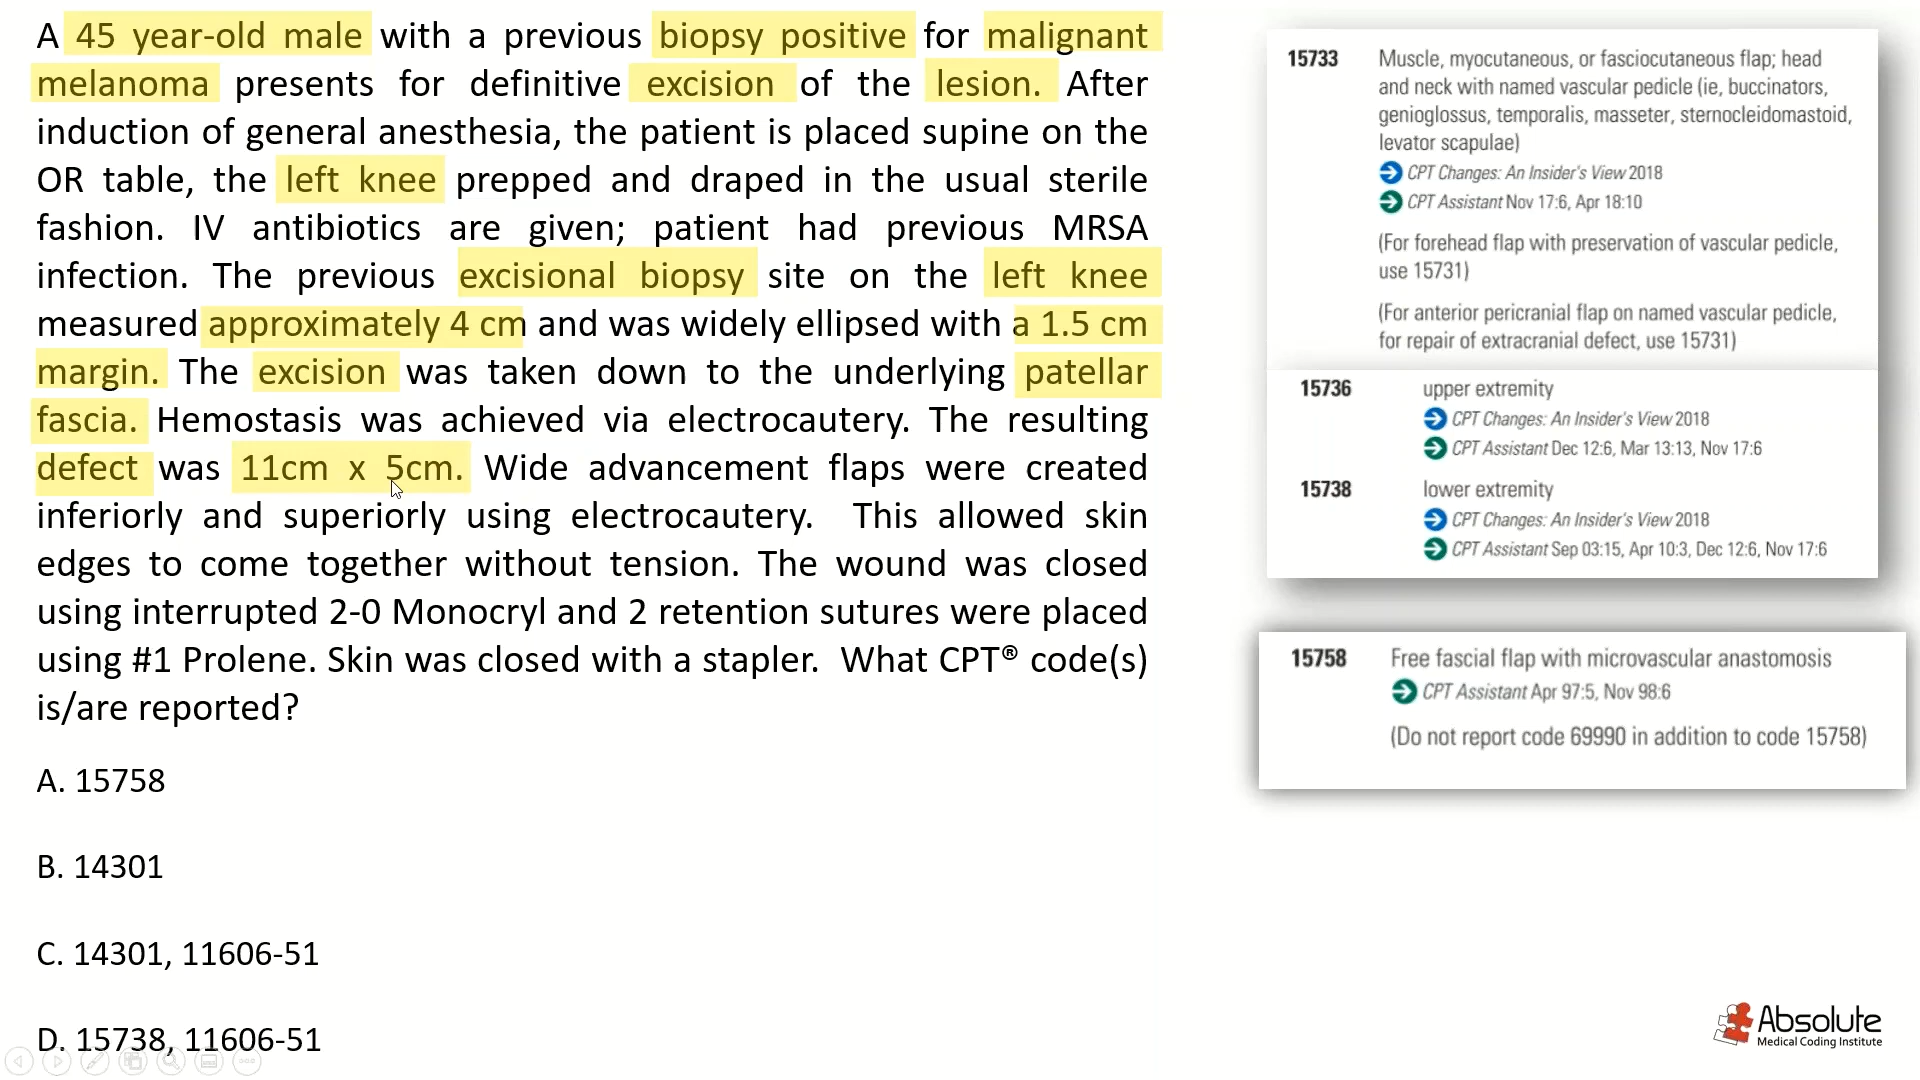 A 45 year-old male with a previous biopsy positive for malignant
melanoma presents for definitive excision of the lesion. After
induction of general anesthesia, the patient is placed supine on the
OR table, the left knee prepped and draped in the usual sterile
fashion. IV antibiotics are given; patient had previous MRSA
infection. The previous excisional biopsy site on the left knee
measured approximately 4 cm and was widely ellipsed with a 1.5 cm
margin. The excision was taken down to the underlying patellar
fascia. Hemostasis was achieved via electrocautery. The resulting
defect was 11cm x 5cm. Wide advancement flaps were created
inferiorly and superiorly using electrocautery. This allowed skin
edges to come together without tension. The wound was closed
using interrupted 2-0 Monocryl and 2 retention sutures were placed
using #1 Prolene. Skin was closed with a stapler. What CPT® code(s)
is/are reported?
A. 15758
B. 14301
C. 14301, 11606-51
D. 15738, 11606-51
15733 Muscle, myocutaneous, or fasciocutaneous flap; head
and neck with named vascular pedicle (ie, buccinators,
genioglossus, temporalis, masseter, sternocleidomastoid,
levator scapulae)
CPT Changes: An Insider's View 2018
CPT Assistant Nov 17:6, Apr 18:10
(For forehead flap with preservation of vascular pedicle,
use 15731)
(For anterior pericranial flap on named vascular pedicle,
for repair of extracranial defect, use 15731)
15736 upper extremity
CPT Changes: An Insider's View 2018
CPT Assistant Dec 12:6, Mar 13:13, Nov 17:6
15738 lower extremity
CPT Changes: An Insider's View 2018
CPT Assistant Sep 03:15, Apr 10:3, Dec 12:6, Nov 17:6
15758 Free fascial flap with microvascular anastomosis
CPT Assistant Apr 97:5, Nov 98:6
(Do not report code 69990 in addition to code 15758)
Absolute
Medical Coding Institute